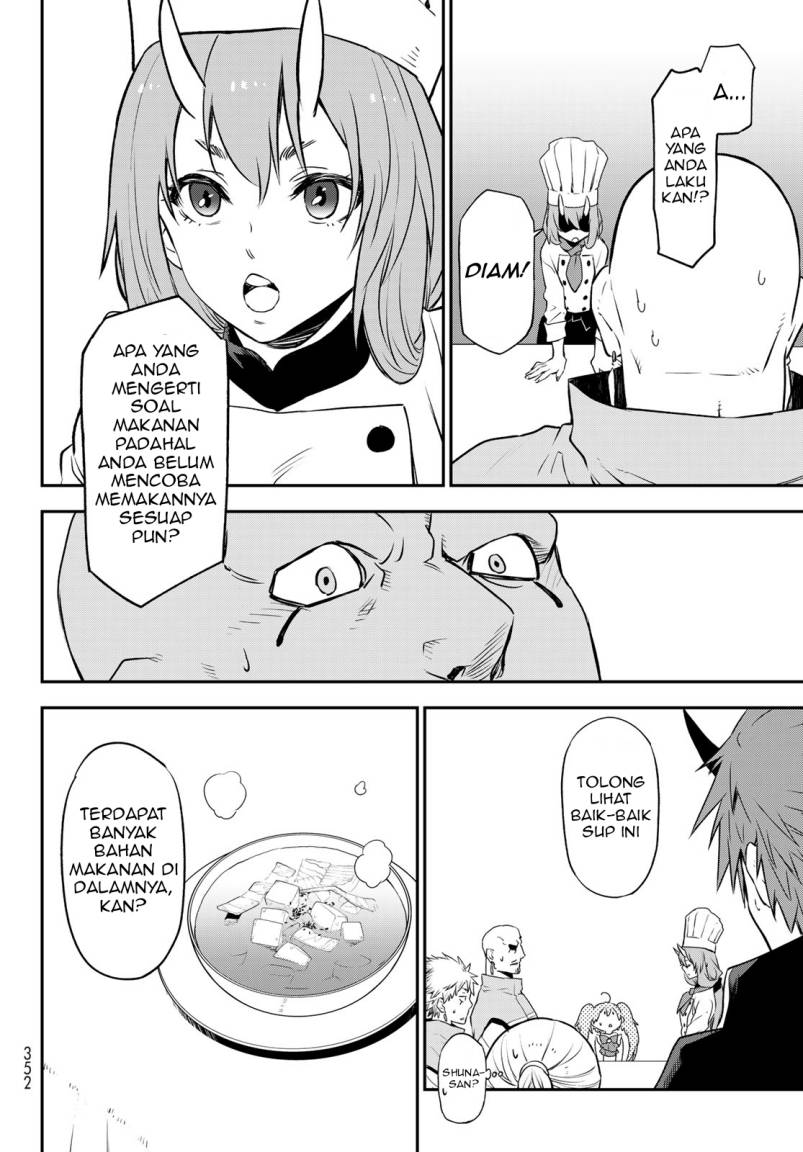 A...
APA
YANG
ANDA
LAKU
KAN!?
DIAM!
APA YANG
ANDA
MENGERTI
SOAL
MAKANAN
PADAHAL
ANDA BELUM
MENCOBA
MEMAKANNYA
SESUAP
PUN?
TOLONG
LIHAT
BAIK-BAIK
SUP INI
SHUNA-
SAN?
TERDAPAT
BANYAK
BAHAN
MAKANAN DI
DALAMNYA,
KAN?
352